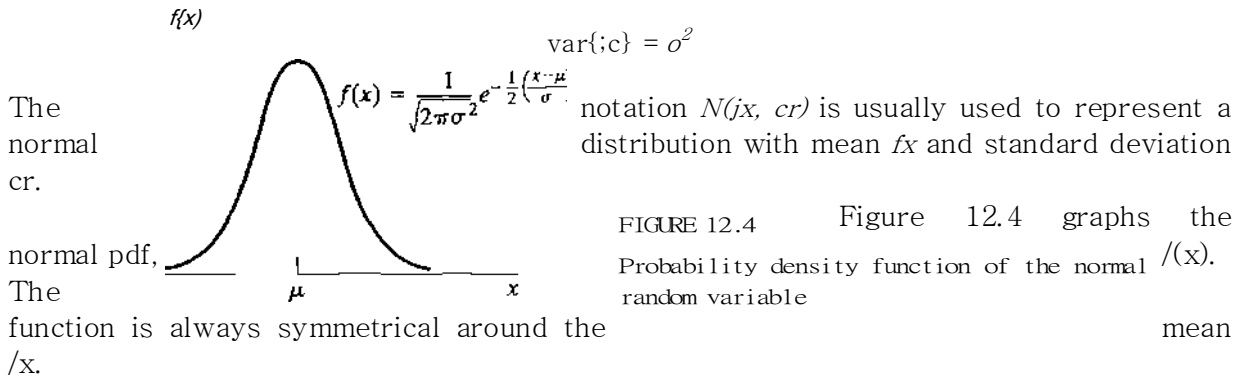 f{x)
var{;c} = o²
f(x) = 1/√2πσ² e^-½(x-μ/σ
The notation N(jx, cr) is usually used to represent a
normal distribution with mean fx and standard deviation
cr.
FIGURE 12.4 Figure 12.4 graphs the
normal pdf, Probability density function of the normal /(x).
The random variable
μ x
function is always symmetrical around the mean
/x.